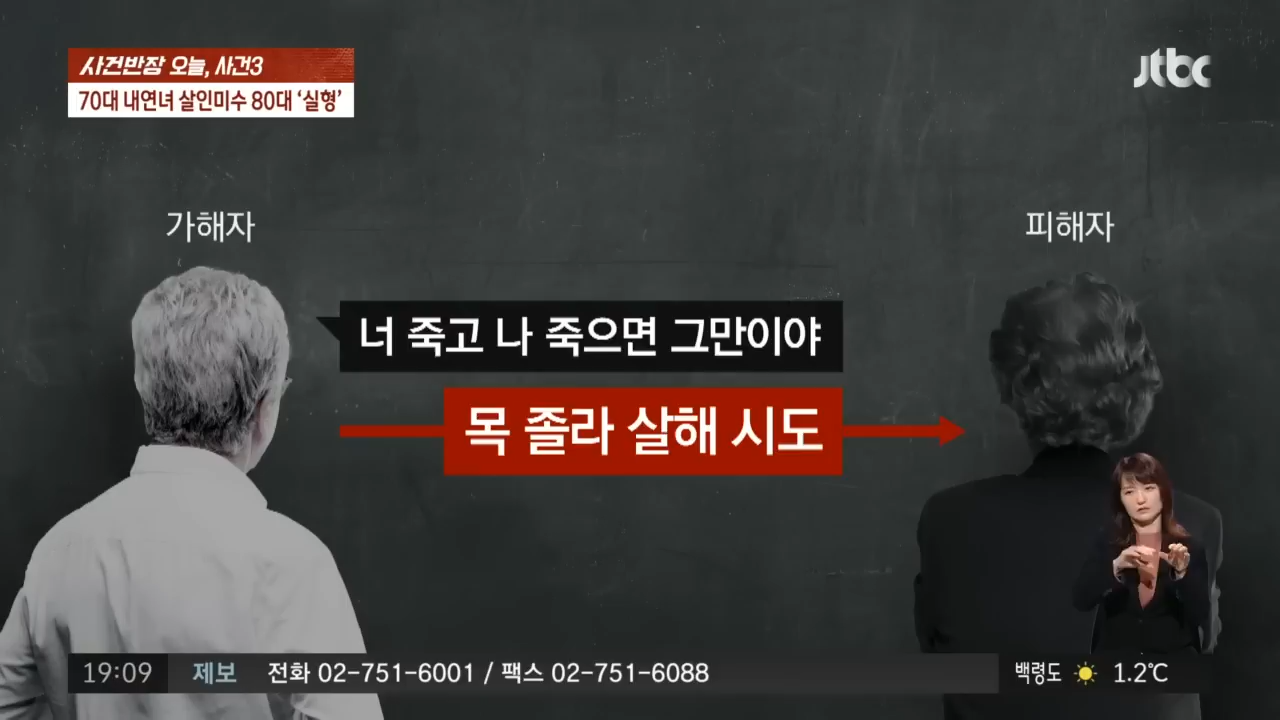 사건반장 오늘, 사건3
70대 내연녀 살인미수 80대 '실형'
jtbc
가해자
피해자
너 죽고 나 죽으면 그만이야
목 졸라 살해 시도
19:09 제보 전화 02-751-6001 / 팩스 02-751-6088
백령도 1.2℃